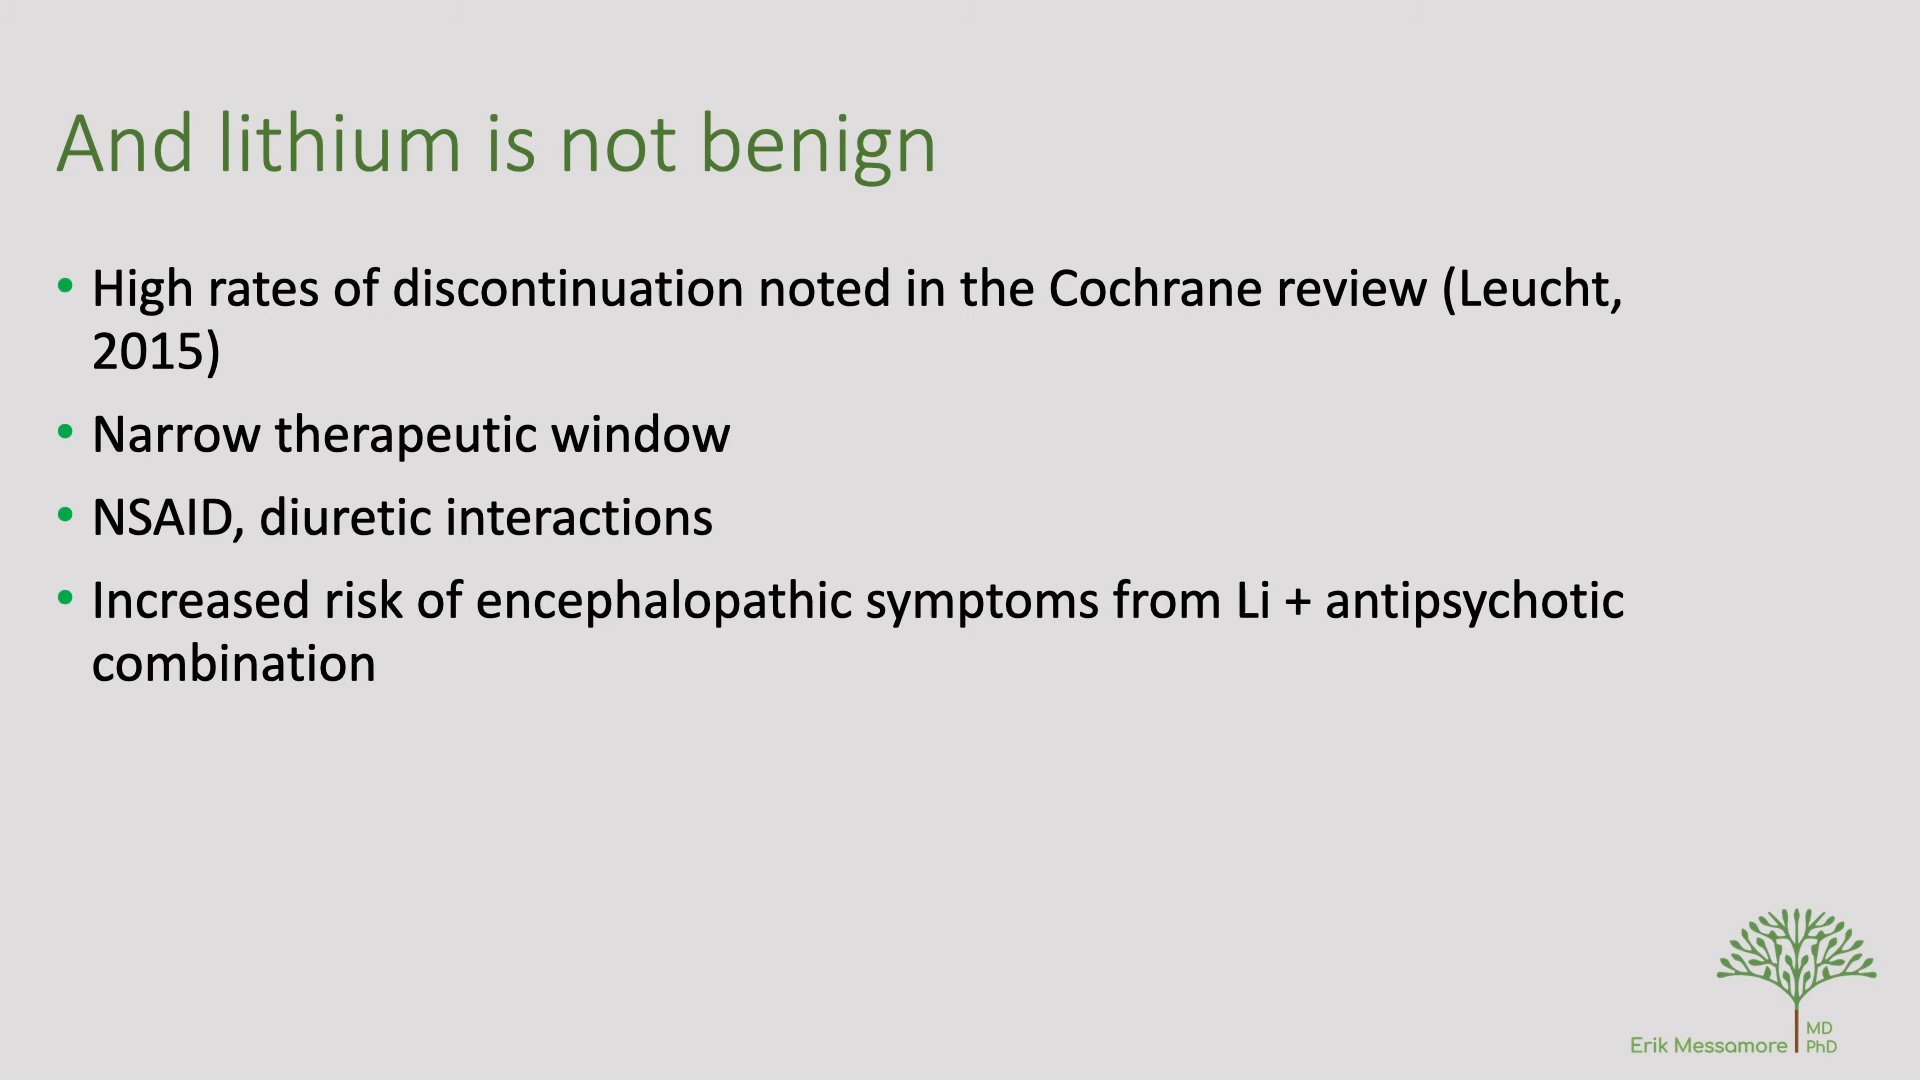 And lithium is not benign
• High rates of discontinuation noted in the Cochrane review (Leucht,
2015)
• Narrow therapeutic window
• NSAID, diuretic interactions
• Increased risk of encephalopathic symptoms from Li + antipsychotic
combination
Erik Messamore
MD
PhD